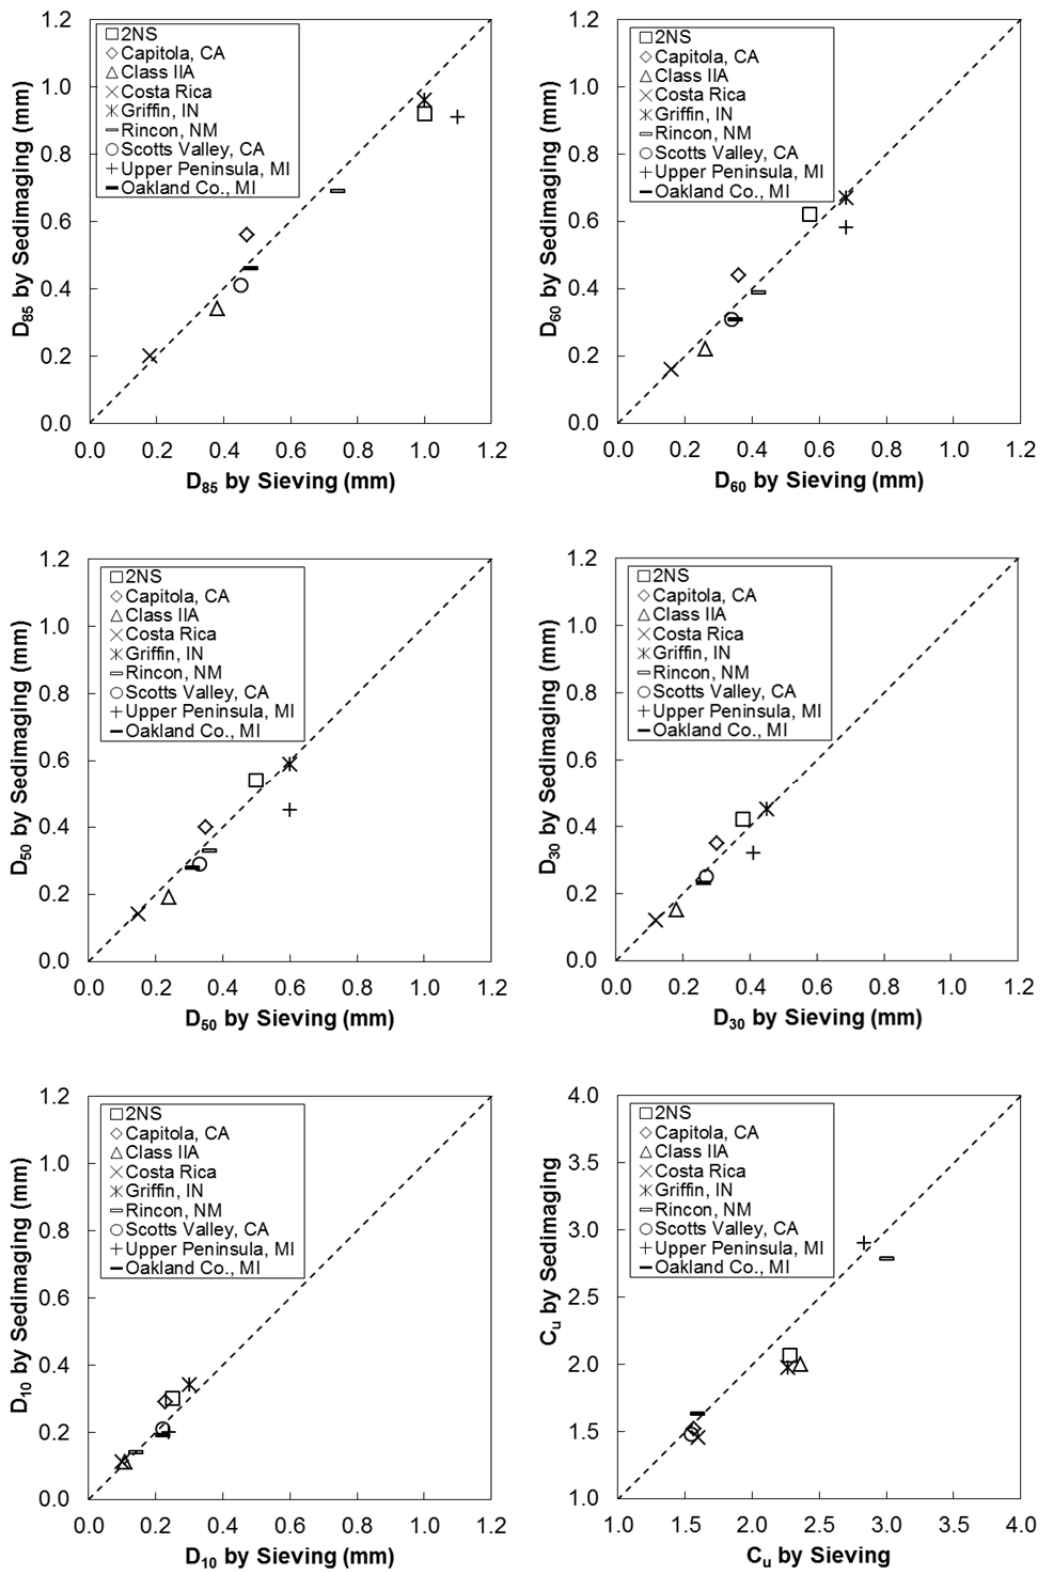 1.2
1.0
0.8
0.6
0.4
0.2
0.0
D85 by Sedimaging (mm)
2NS
Capitola, CA
Class IIA
Costa Rica
Griffin, IN
Rincon, NM
Scotts Valley, CA
Upper Peninsula, MI
Oakland Co., MI
0.0 0.2 0.4 0.6 0.8 1.0 1.2
D85 by Sieving (mm)
1.2
1.0
0.8
0.6
0.4
0.2
0.0
D60 by Sedimaging (mm)
2NS
Capitola, CA
Class IIA
Costa Rica
Griffin, IN
Rincon, NM
Scotts Valley, CA
Upper Peninsula, MI
Oakland Co., MI
0.0 0.2 0.4 0.6 0.8 1.0 1.2
D60 by Sieving (mm)
1.2
1.0
0.8
0.6
0.4
0.2
0.0
D50 by Sedimaging (mm)
2NS
Capitola, CA
Class IIA
Costa Rica
Griffin, IN
Rincon, NM
Scotts Valley, CA
Upper Peninsula, MI
Oakland Co., MI
0.0 0.2 0.4 0.6 0.8 1.0 1.2
D50 by Sieving (mm)
1.2
1.0
0.8
0.6
0.4
0.2
0.0
D30 by Sedimaging (mm)
2NS
Capitola, CA
Class IIA
Costa Rica
Griffin, IN
Rincon, NM
Scotts Valley, CA
Upper Peninsula, MI
Oakland Co., MI
0.0 0.2 0.4 0.6 0.8 1.0 1.2
D30 by Sieving (mm)
1.2
1.0
0.8
0.6
0.4
0.2
0.0
D10 by Sedimaging (mm)
2NS
Capitola, CA
Class IIA
Costa Rica
Griffin, IN
Rincon, NM
Scotts Valley, CA
Upper Peninsula, MI
Oakland Co., MI
0.0 0.2 0.4 0.6 0.8 1.0 1.2
D10 by Sieving (mm)
4.0
3.5
3.0
2.5
2.0
1.5
1.0
Cu by Sedimaging
2NS
Capitola, CA
Class IIA
Costa Rica
Griffin, IN
Rincon, NM
Scotts Valley, CA
Upper Peninsula, MI
Oakland Co., MI
1.0 1.5 2.0 2.5 3.0 3.5 4.0
Cu by Sieving